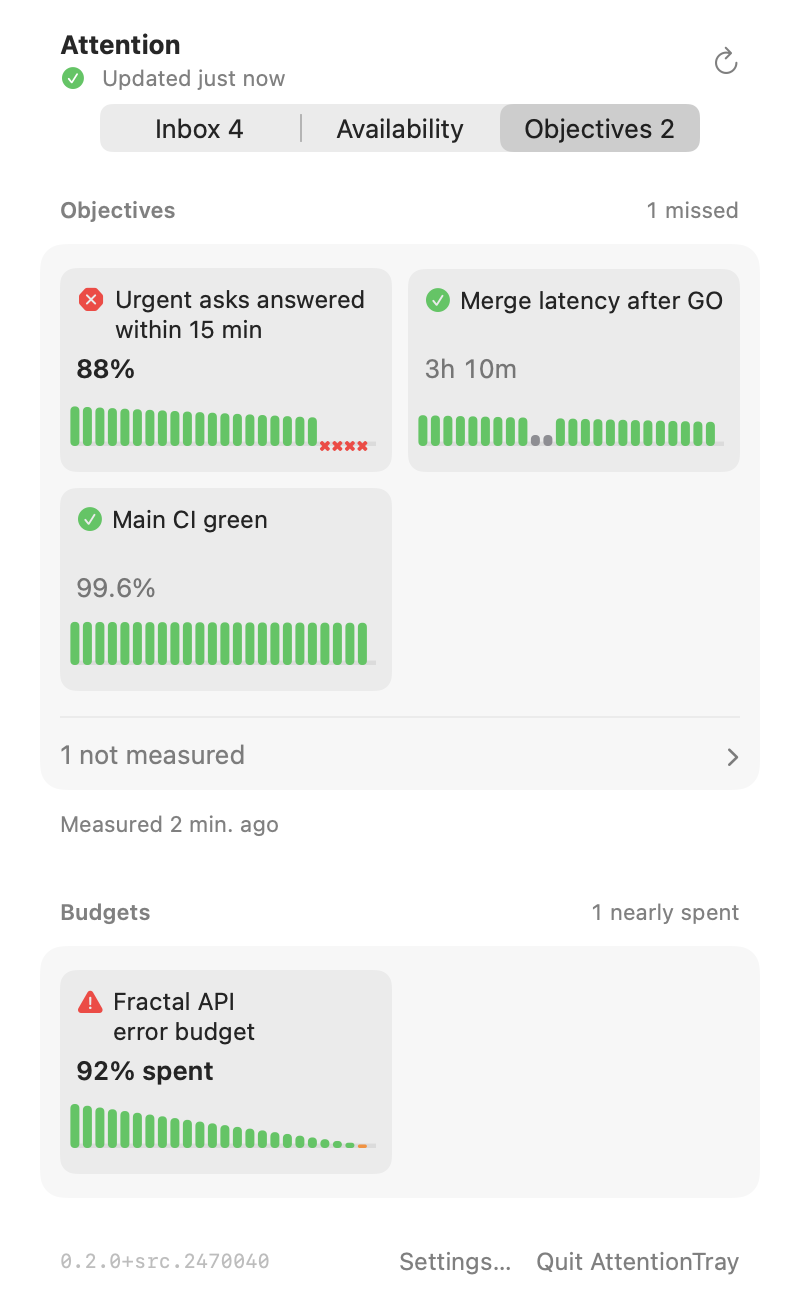 Attention
Updated just now
Inbox 4
Availability
Objectives 2
Objectives
1 missed
Urgent asks answered
within 15 min
88%
Merge latency after GO
3h 10m
Main CI green
99.6%
1 not measured
Measured 2 min. ago
Budgets
1 nearly spent
Fractal API
error budget
92% spent
0.2.0+src.2470040
Settings...
Quit AttentionTray